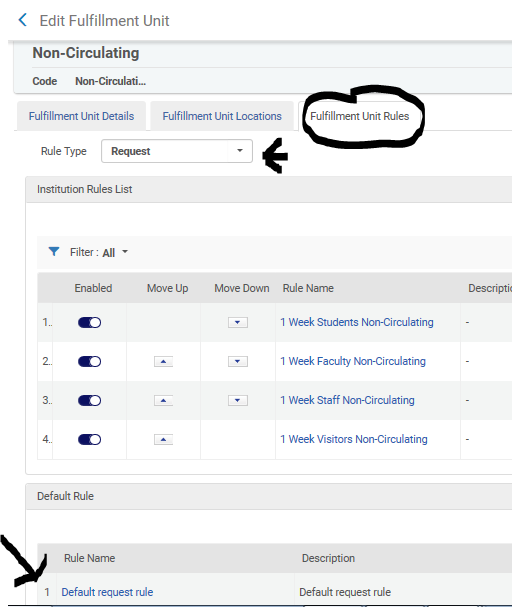 Edit Fulfillment Unit
Non-Circulating
Code Non-Circulati...
Fulfillment Unit Details Fulfillment Unit Locations Fulfillment Unit Rules
Rule Type Request
Institution Rules List
Filter : All
Enabled Move Up Move Down Rule Name Descriptio
1.. 1 Week Students Non-Circulating -
2.. 1 Week Faculty Non-Circulating -
3.. 1 Week Staff Non-Circulating -
4.. 1 Week Visitors Non-Circulating -
Default Rule
Rule Name Description
1 Default request rule Default request rule